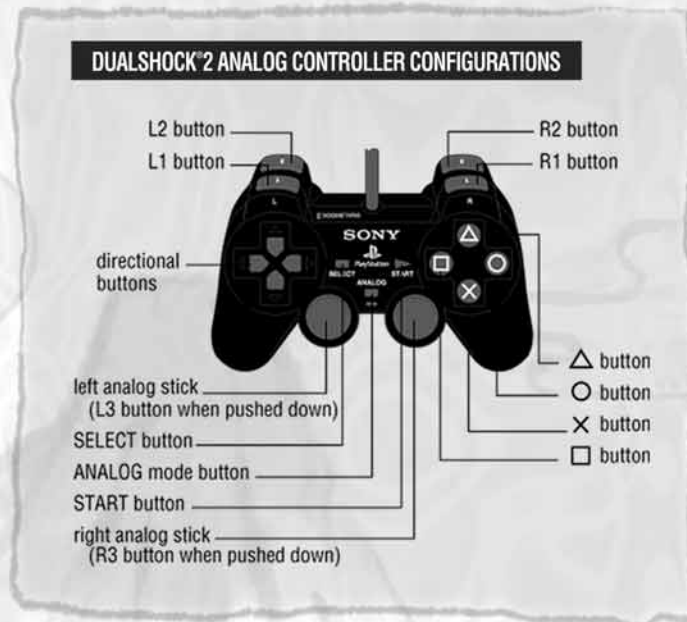 DUALSHOCK®2 ANALOG CONTROLLER CONFIGURATIONS
L2 button
L1 button
R2 button
R1 button
L
R
SONY
PlayStation
SELECT
START
ANALOG
directional
buttons
left analog stick
(L3 button when pushed down)
SELECT button
ANALOG mode button
START button
right analog stick
(R3 button when pushed down)
△ button
○ button
✕ button
□ button